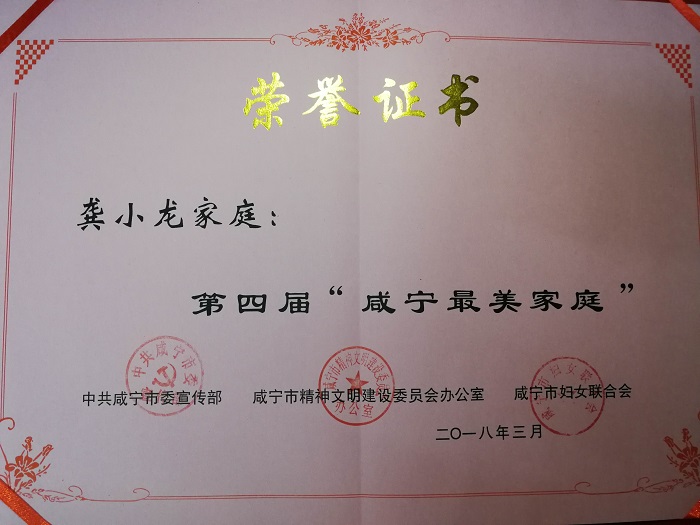 荣誉证书
龚小龙家庭：
第四届“咸宁最美家庭”
中共咸宁市委宣传部 咸宁市精神文明建设委员会办公室 咸宁市妇女联合会
二〇一八年三月